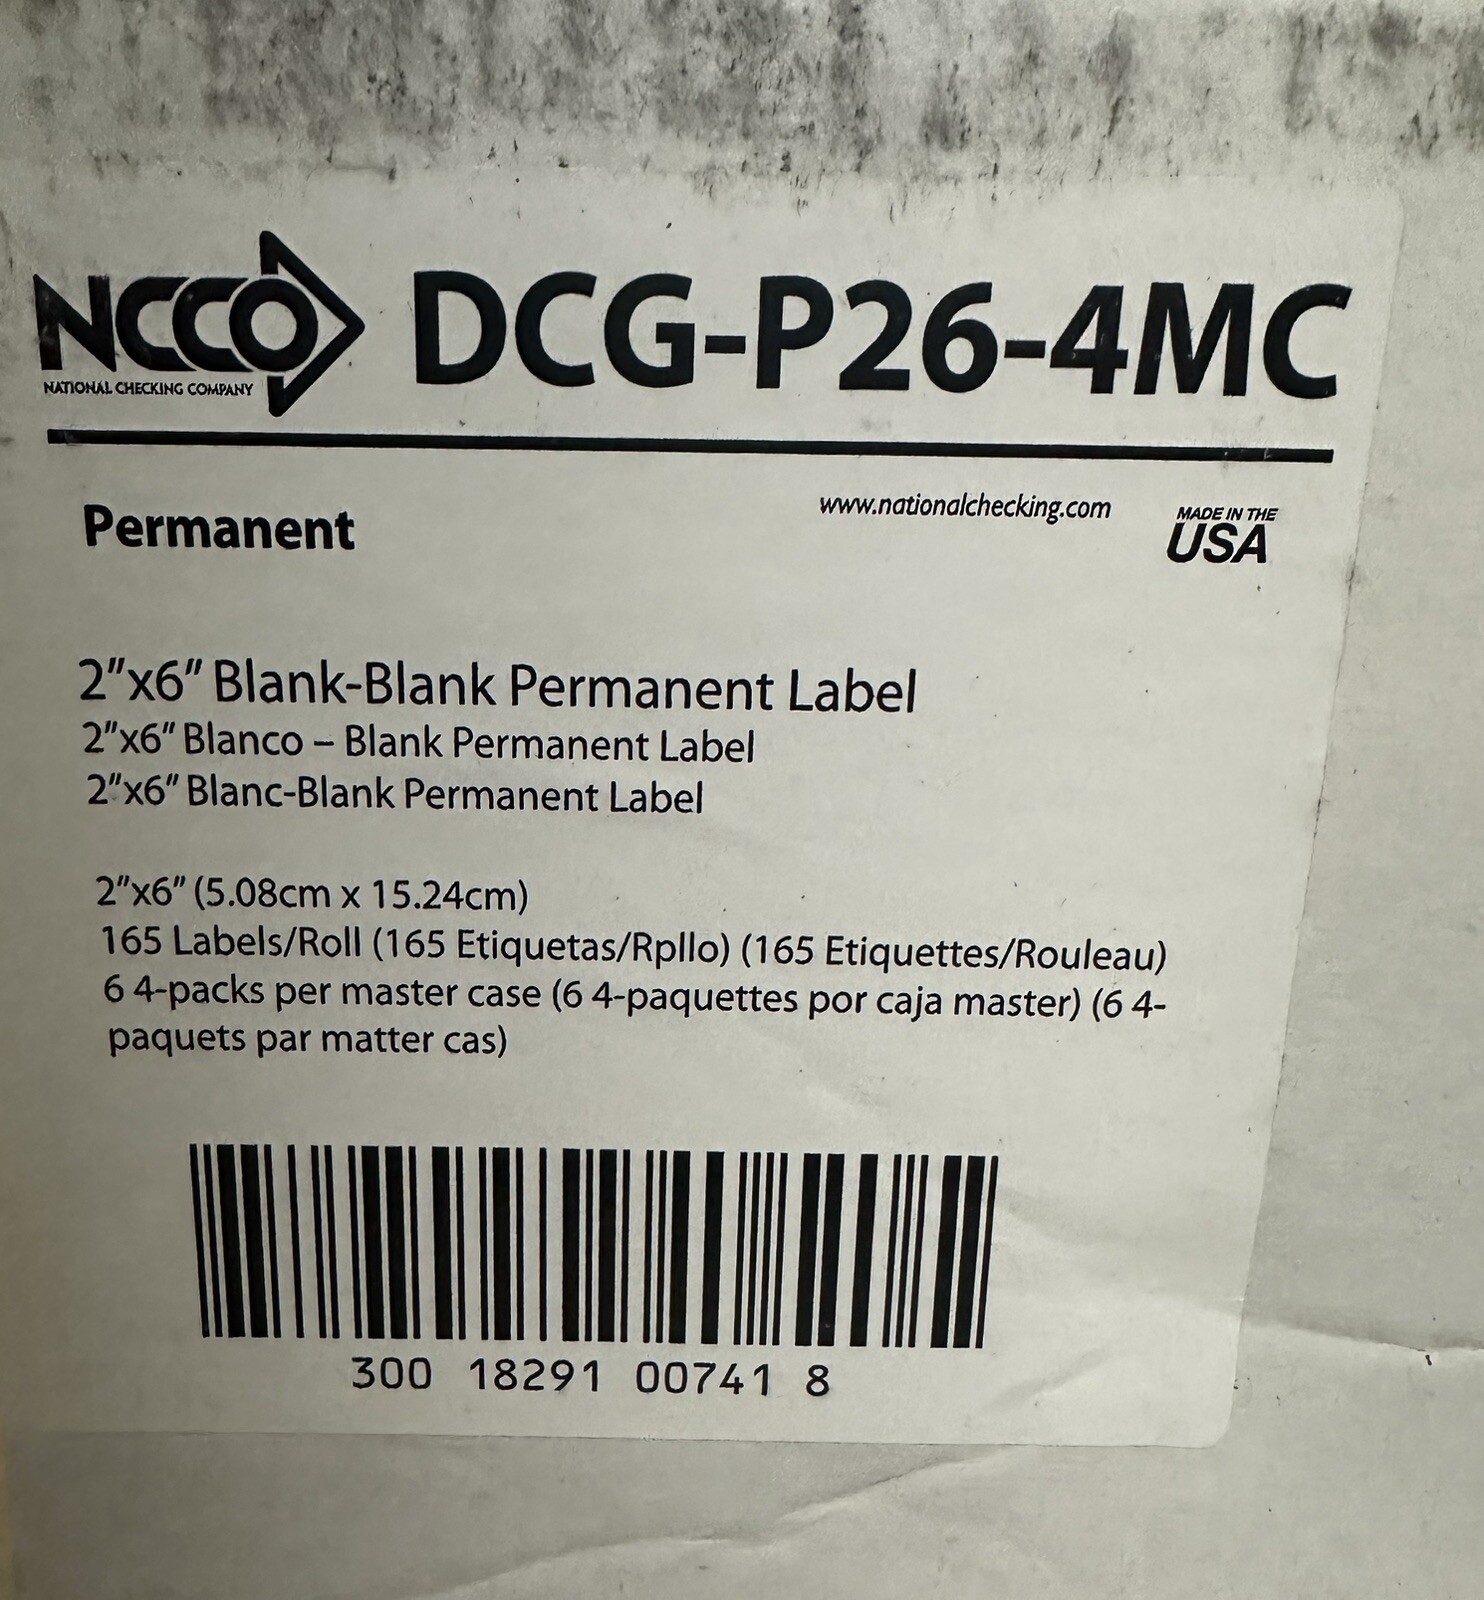 NCCO
NATIONAL CHECKING COMPANY
DCG-P26-4MC
Permanent
www.nationalchecking.com
MADE IN THE
USA
2"x6" Blank-Blank Permanent Label
2"x6" Blanco – Blank Permanent Label
2"x6" Blanc-Blank Permanent Label
2"x6" (5.08cm x 15.24cm)
165 Labels/Roll (165 Etiquetas/Rpllo) (165 Etiquettes/Rouleau)
6 4-packs per master case (6 4-paquettes por caja master) (6 4-
paquets par matter cas)
300 18291 00741 8